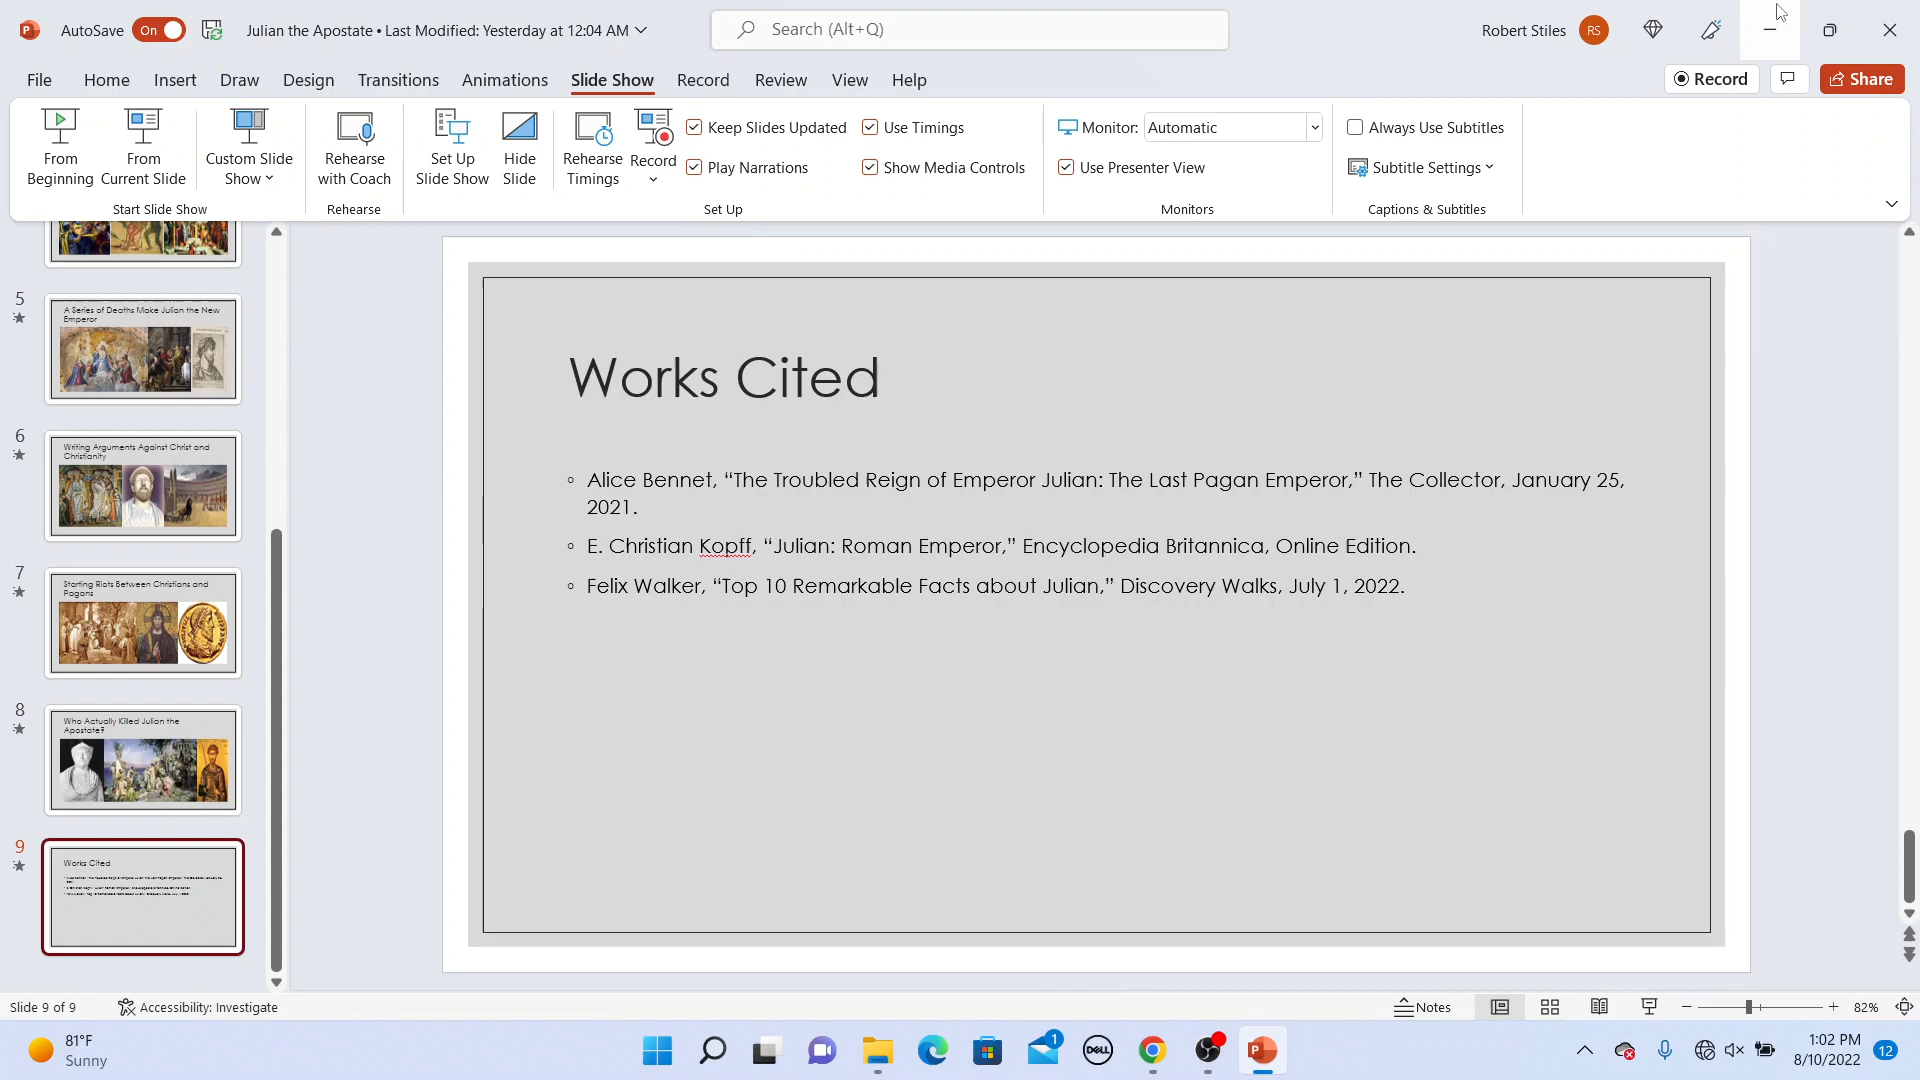 AutoSave On Julian the Apostate • Last Modified: Yesterday at 12:04 AM Search (Alt+Q) Robert Stiles RS
File Home Insert Draw Design Transitions Animations Slide Show Record Review View Help Record Share
From Beginning
From Current Slide
Custom Slide Show
Start Slide Show
Rehearse with Coach
Rehearse
Set Up Slide Show
Hide Slide
Rehearse Timings
Record
Keep Slides Updated
Play Narrations
Use Timings
Show Media Controls
Set Up
Monitor: Automatic
Use Presenter View
Monitors
Always Use Subtitles
Subtitle Settings
Captions & Subtitles
5
A Series of Deaths Make Julian the New
Emperor
6
Writing Arguments Against Christ and
Christianity
7
Starting Riots Between Christians and
Pagans
8
Who Actually Killed Julian the
Apostate?
9
Works Cited
Works Cited
Alice Bennet, “The Troubled Reign of Emperor Julian: The Last Pagan Emperor,” The Collector, January 25,
2021.
E. Christian Kopff, “Julian: Roman Emperor,” Encyclopedia Britannica, Online Edition.
Felix Walker, “Top 10 Remarkable Facts about Julian,” Discovery Walks, July 1, 2022.
Slide 9 of 9 Accessibility: Investigate Notes 82%
81°F
Sunny
1
DELL
1:02 PM
8/10/2022
12